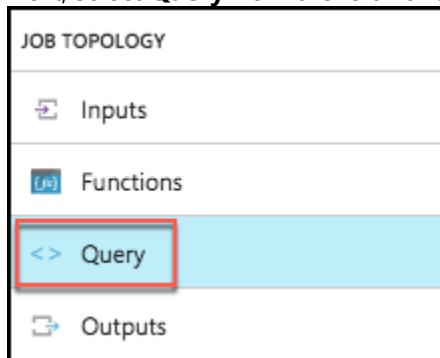 JOB TOPOLOGY
Inputs
Functions
<> Query
Outputs